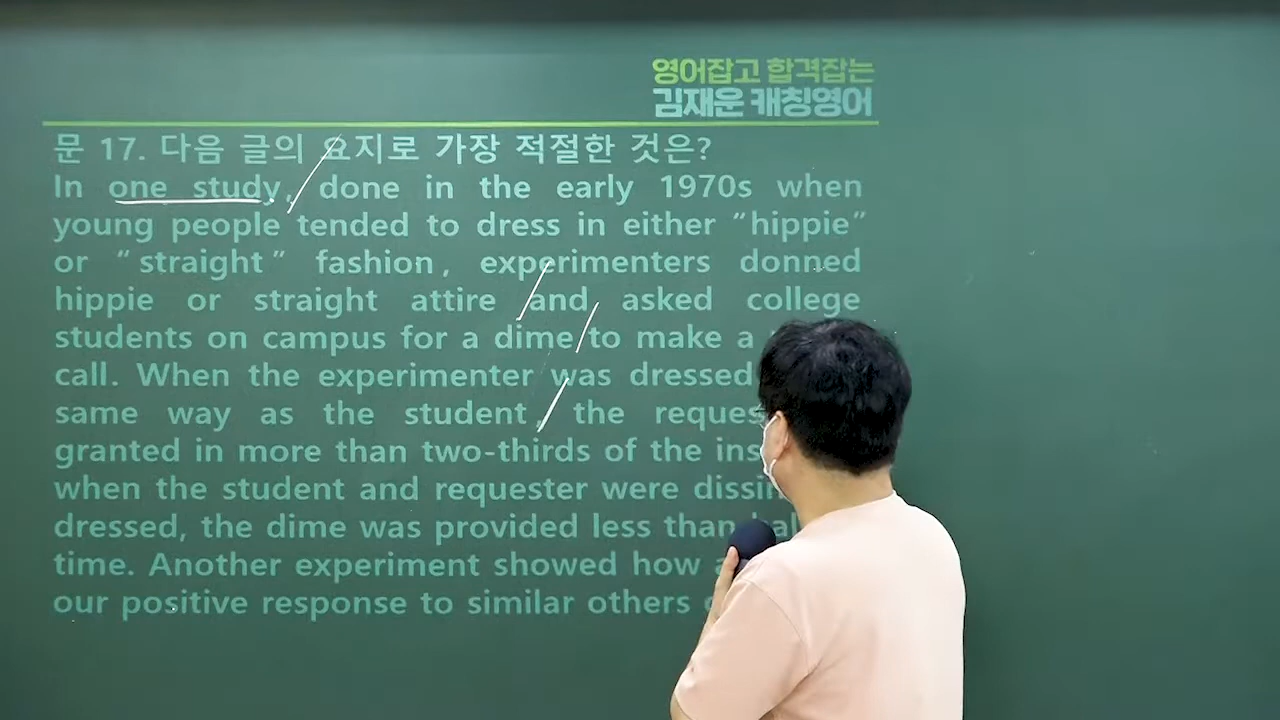 영어잡고 합격잡는
김재운 캐칭영어
문 17. 다음 글의 요지로 가장 적절한 것은?
In one study, done in the early 1970s when
young people tended to dress in either “hippie”
or “straight” fashion, experimenters donned
hippie or straight attire and asked college
students on campus for a dime to make a
call. When the experimenter was dressed
same way as the student, the
granted in more than two-thirds of the
when the student and requester were
dressed, the dime was provided less than
time. Another experiment showed how
our positive response to similar others